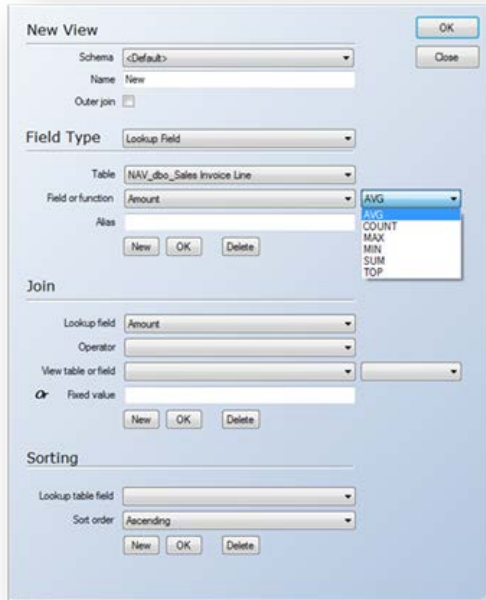 New View
OK
Schema <Default>
Close
Name New
Outer join
Field Type Lookup Field
Table NAV_dbo_Sales Invoice Line
Field or function Amount AVG
AVG
Alias
COUNT
MAX
New OK Delete
MIN
SUM
TOP
Join
Lookup field Amount
Operator
View table or field
Or Fixed value
New OK Delete
Sorting
Lookup table field
Sort order Ascending
New OK Delete